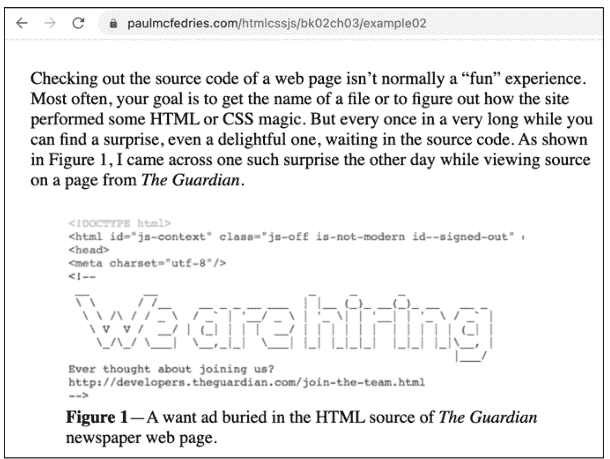 paulmcfedries.com/htmlcssjs/bk02ch03/example02
Checking out the source code of a web page isn’t normally a “fun” experience.
Most often, your goal is to get the name of a file or to figure out how the site
performed some HTML or CSS magic. But every once in a very long while you
can find a surprise, even a delightful one, waiting in the source code. As shown
in Figure 1, I came across one such surprise the other day while viewing source
on a page from The Guardian.
<!DOCTYPE html>
<html id="js-context" class="js-off is-not-modern id--signed-out"
<head>
<meta charset="utf-8"/>
<!--
We are hiring
Ever thought about joining us?
http://developers.theguardian.com/join-the-team.html
-->
Figure 1—A want ad buried in the HTML source of The Guardian
newspaper web page.